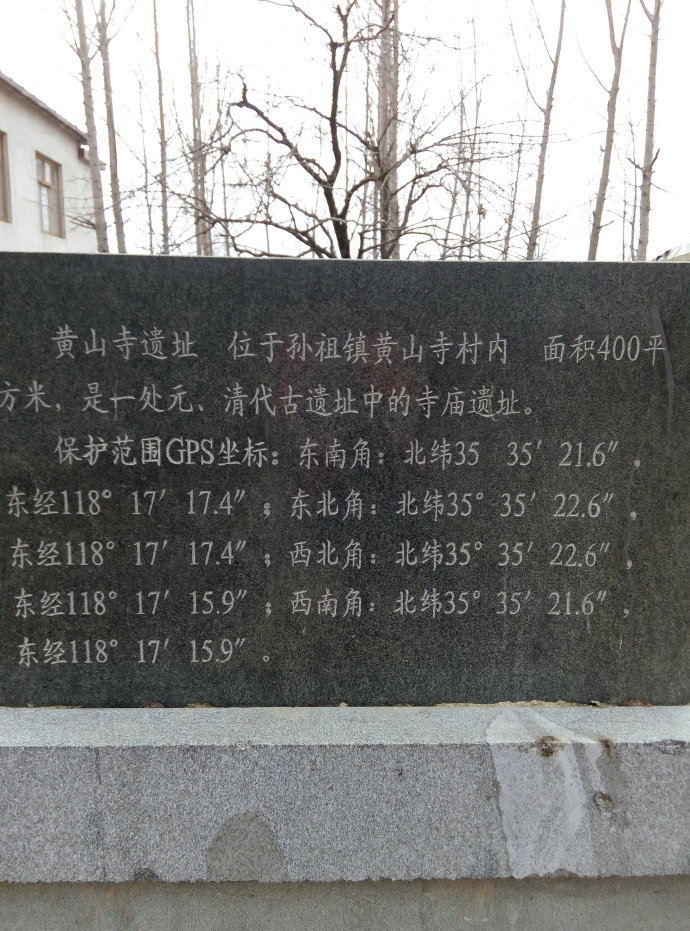 黄山寺遗址 位于孙祖镇黄山寺村内 面积400平
方米，是一处元、清代古遗址中的寺庙遗址。
保护范围GPS坐标：东南角：北纬35 35′ 21.6″，
东经118° 17′ 17.4″；东北角：北纬35° 35′ 22.6″，
东经118° 17′ 17.4″；西北角：北纬35° 35′ 22.6″，
东经118° 17′ 15.9″；西南角：北纬35° 35′ 21.6″，
东经118° 17′ 15.9″。